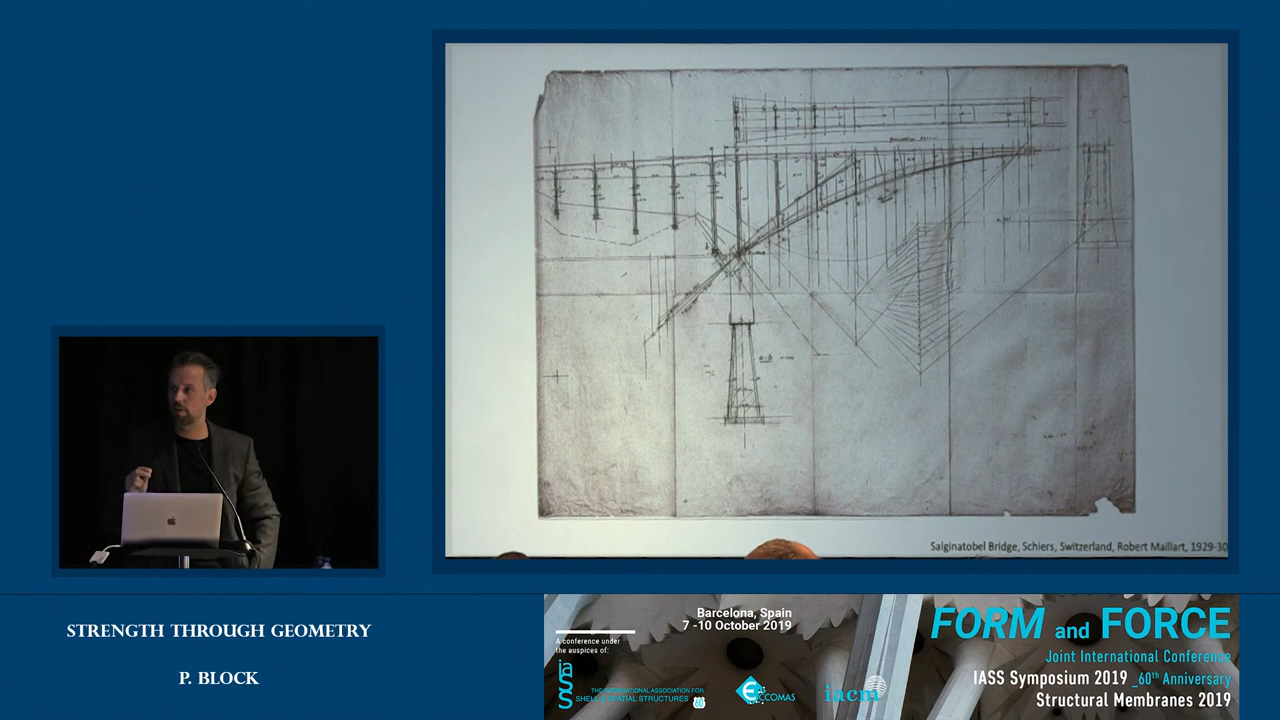 Salginatobel Bridge, Schiers, Switzerland, Robert Maillart, 1929-30
STRENGTH THROUGH GEOMETRY
P. BLOCK
Barcelona, Spain
7 -10 October 2019
A conference under
the auspices of:
iass
THE INTERNATIONAL ASSOCIATION FOR
SHELL & SPATIAL STRUCTURES
ECCOMAS
iacm
FORM and FORCE
Joint International Conference
IASS Symposium 2019 _60th Anniversary
Structural Membranes 2019